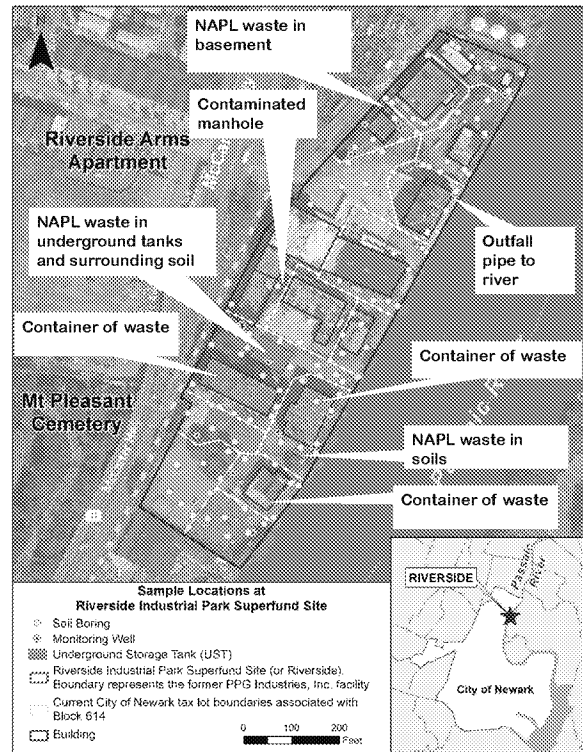 N
NAPL waste in
basement
Contaminated
manhole
Riverside Arms
Apartment
NAPL waste in
underground tanks
and surrounding soil
Outfall
pipe to
river
Container of waste
Container of waste
Mt Pleasant
Cemetery
NAPL waste in
soils
Container of waste
Sample Locations at
Riverside Industrial Park Superfund Site
Soil Boring
Monitoring Well
Underground Storage Tank (UST)
Riverside Industrial Park Superfund Site (or Riverside).
Boundary represents the former PPG Industries, Inc. facility
Current City of Newark tax lot boundaries associated with
Block 614
Building
0 100 200
Feet
RIVERSIDE
Passaic
River
City of Newark